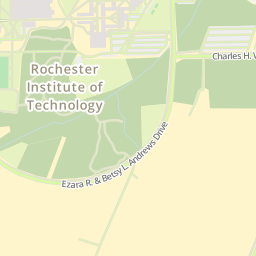 Charles H.
Rochester
Institute of
Technology
Ezara R. & Betsy L. Andrews Drive